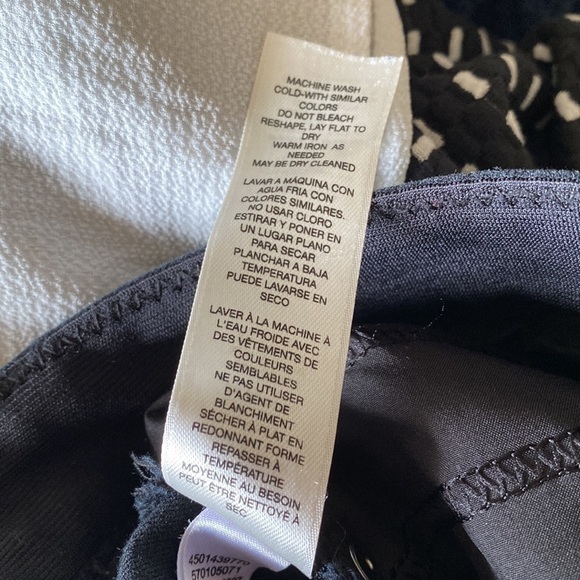 MACHINE WASH
COLD-WITH SIMILAR
COLORS
DO NOT BLEACH
RESHAPE, LAY FLAT TO
DRY
WARM IRON AS
NEEDED
MAY BE DRY CLEANED
LAVAR A MÁQUINA CON
AGUA FRIA CON
COLORES SIMILARES.
NO USAR CLORO
ESTIRAR Y PONER EN
UN LUGAR PLANO
PARA SECAR
PLANCHAR A BAJA
TEMPERATURA
PUEDE LAVARSE EN
SECO
LAVER À LA MACHINE À
L'EAU FROIDE AVEC
DES VÊTEMENTS DE
COULEURS
SEMBLABLES
NE PAS UTILISER
D'AGENT DE
BLANCHIMENT
SÉCHER À PLAT EN
REDONNANT FORME
REPASSER À
TEMPÉRATURE
MOYENNE AU BESOIN
PEUT ÊTRE NETTOYÉ À
SEC
4501439770
570105071